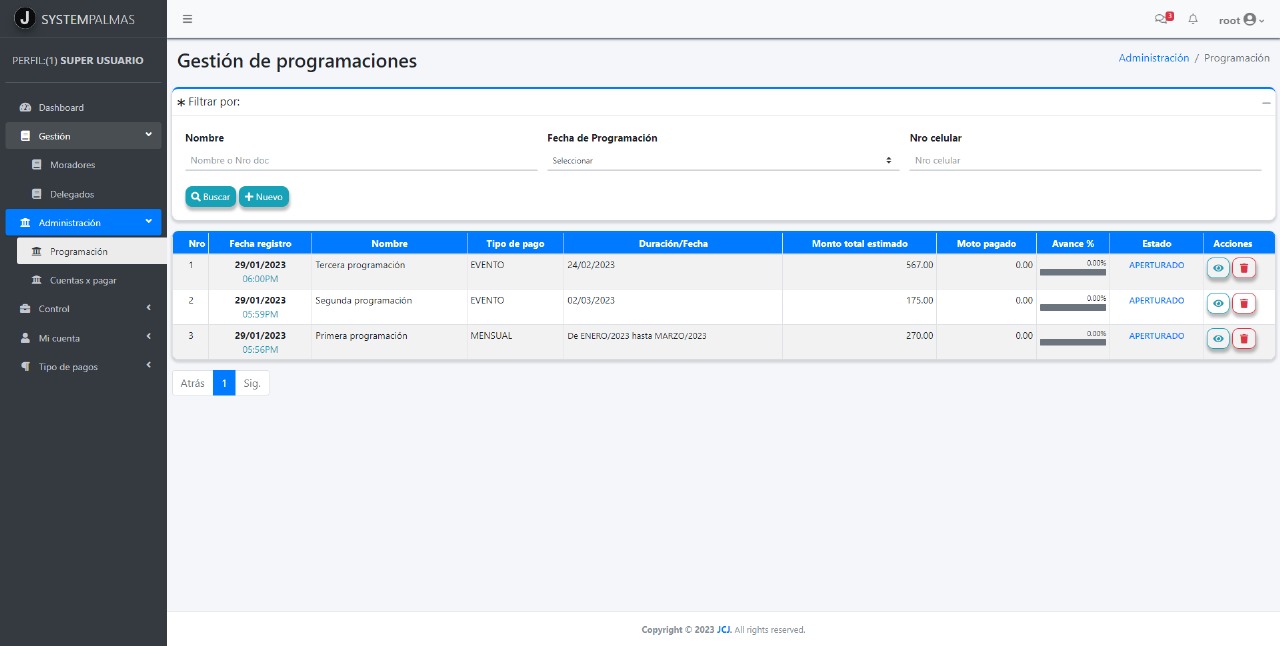 J SYSTEMPALMAS
3
root
PERFIL:(1) SUPER USUARIO
Dashboard
Gestión
Moradores
Delegados
Administración
Programación
Cuentas x pagar
Control
Mi cuenta
Tipo de pagos
Gestión de programaciones
Administración / Programación
* Filtrar por:
Nombre Fecha de Programación Nro celular
Nombre o Nro doc Seleccionar Nro celular
Buscar + Nuevo
Nro Fecha registro Nombre Tipo de pago Duración/Fecha Monto total estimado Moto pagado Avance % Estado Acciones
1 29/01/2023 Tercera programación EVENTO 24/02/2023 567.00 0.00 0.00% APERTURADO
06:00PM
2 29/01/2023 Segunda programación EVENTO 02/03/2023 175.00 0.00 0.00% APERTURADO
05:59PM
3 29/01/2023 Primera programación MENSUAL De ENERO/2023 hasta MARZO/2023 270.00 0.00 0.00% APERTURADO
05:56PM
Atrás 1 Sig.
Copyright © 2023 JCJ. All rights reserved.